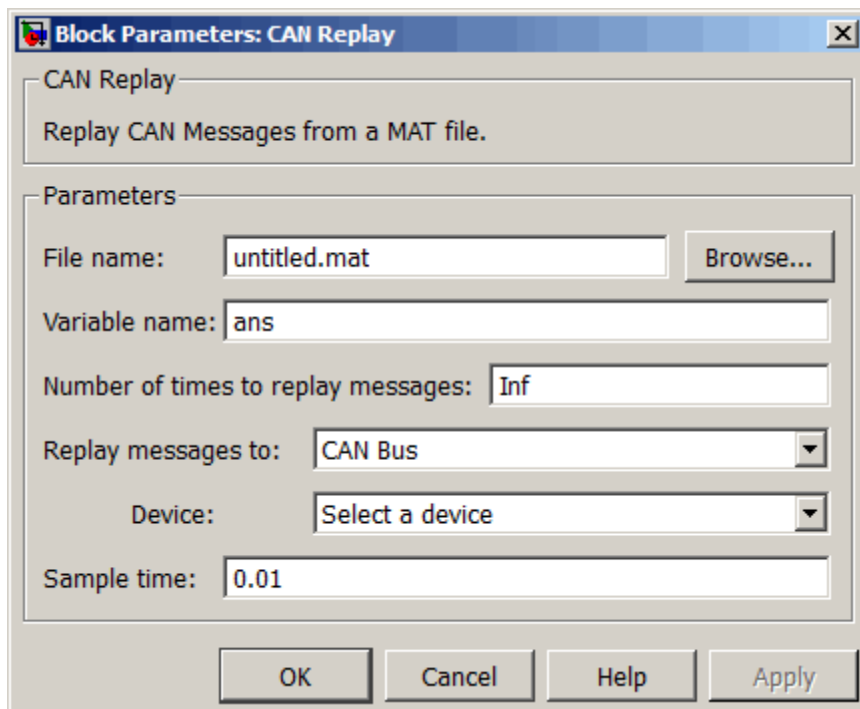 Block Parameters: CAN Replay
CAN Replay
Replay CAN Messages from a MAT file.
Parameters
File name: untitled.mat Browse...
Variable name: ans
Number of times to replay messages: Inf
Replay messages to: CAN Bus
Device: Select a device
Sample time: 0.01
OK Cancel Help Apply